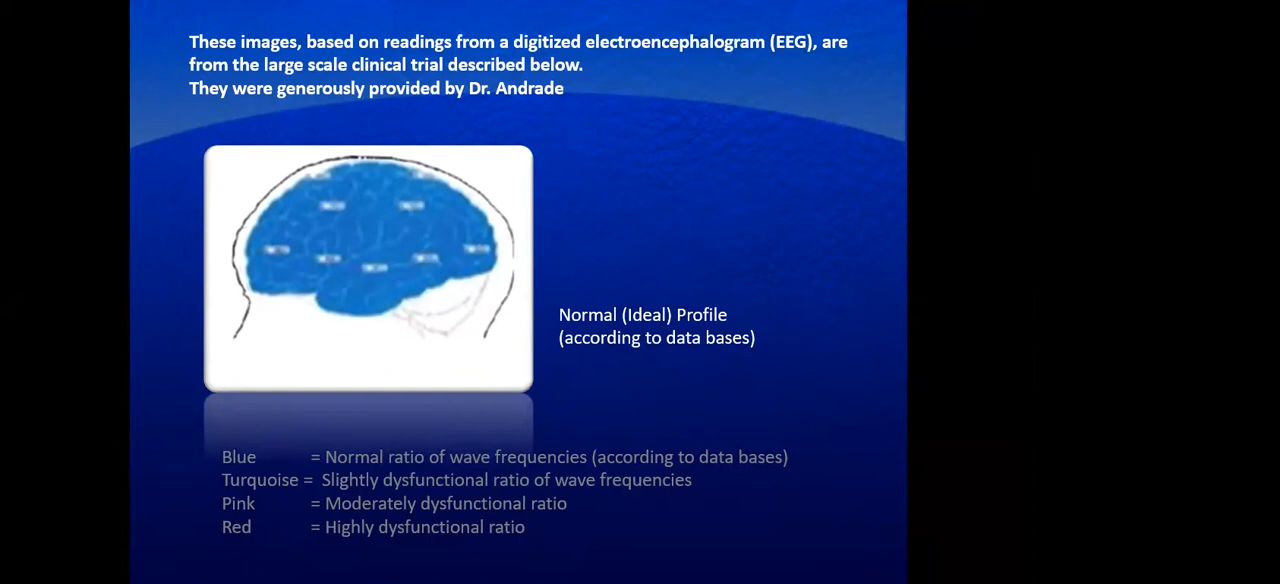 These images, based on readings from a digitized electroencephalogram (EEG), are
from the large scale clinical trial described below.
They were generously provided by Dr. Andrade
Normal (Ideal) Profile
(according to data bases)
Blue = Normal ratio of wave frequencies (according to data bases)
Turquoise = Slightly dysfunctional ratio of wave frequencies
Pink = Moderately dysfunctional ratio
Red = Highly dysfunctional ratio